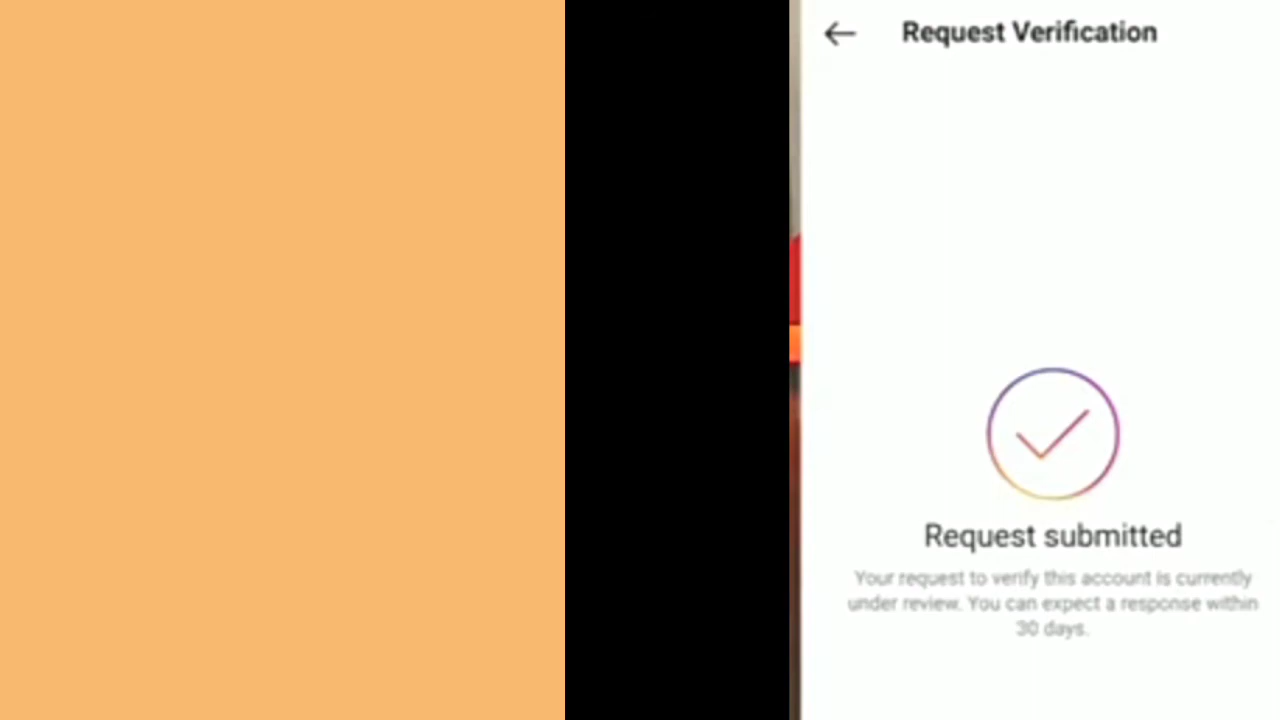 Request Verification
Request submitted
Your request to verify this account is currently
under review. You can expect a response within
30 days.